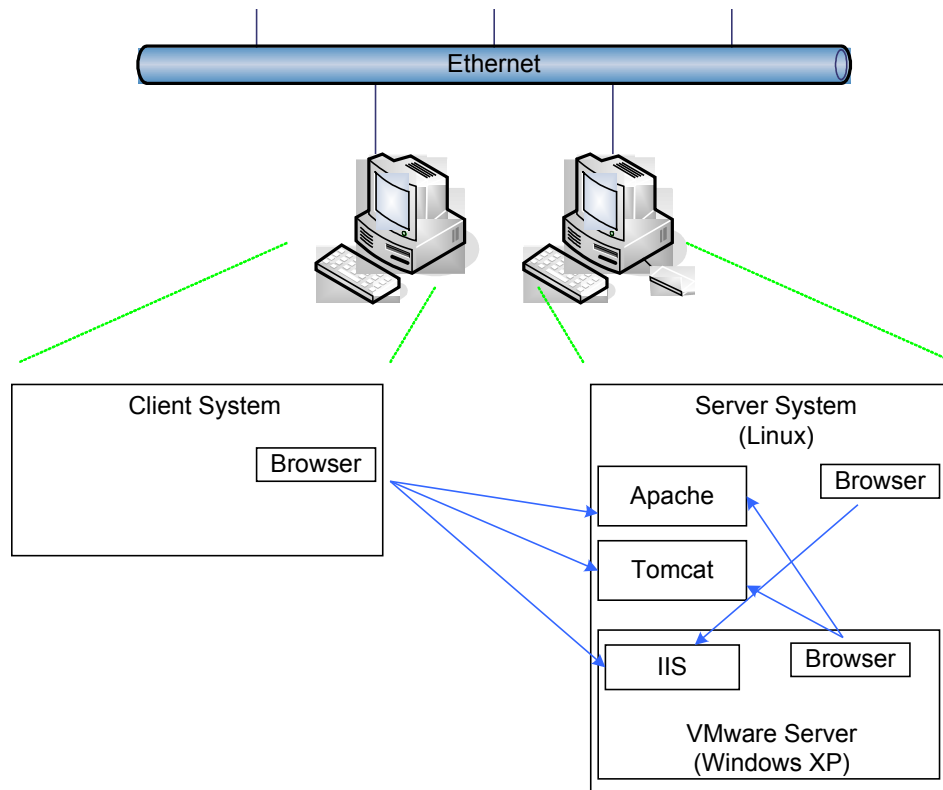 Ethernet
Client System
Browser
Server System
(Linux)
Browser
Apache
Tomcat
IIS
Browser
VMware Server
(Windows XP)